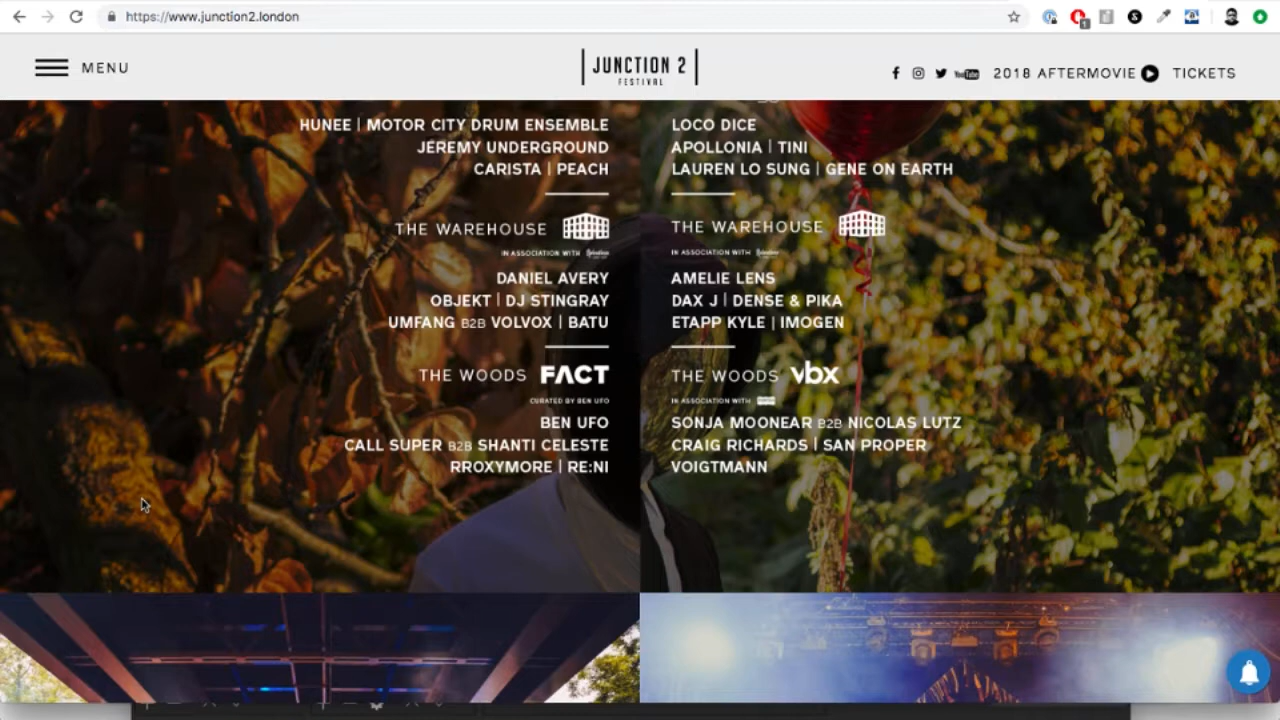 https://www.junction2.london
1
MENU
JUNCTION 2
FESTIVAL
YouTube
2018 AFTERMOVIE
TICKETS
HUNEE | MOTOR CITY DRUM ENSEMBLE
JEREMY UNDERGROUND
CARISTA | PEACH
THE WAREHOUSE
IN ASSOCIATION WITH
DANIEL AVERY
OBJEKT | DJ STINGRAY
UMFANG B2B VOLVOX | BATU
THE WOODS FACT
CURATED BY BEN UFO
BEN UFO
CALL SUPER B2B SHANTI CELESTE
RROXYMORE | RE:NI
LOCO DICE
APOLLONIA | TINI
LAUREN LO SUNG | GENE ON EARTH
THE WAREHOUSE
IN ASSOCIATION WITH
AMELIE LENS
DAX J | DENSE & PIKA
ETAPP KYLE | IMOGEN
THE WOODS vbx
IN ASSOCIATION WITH
SONJA MOONEAR B2B NICOLAS LUTZ
CRAIG RICHARDS | SAN PROPER
VOIGTMANN